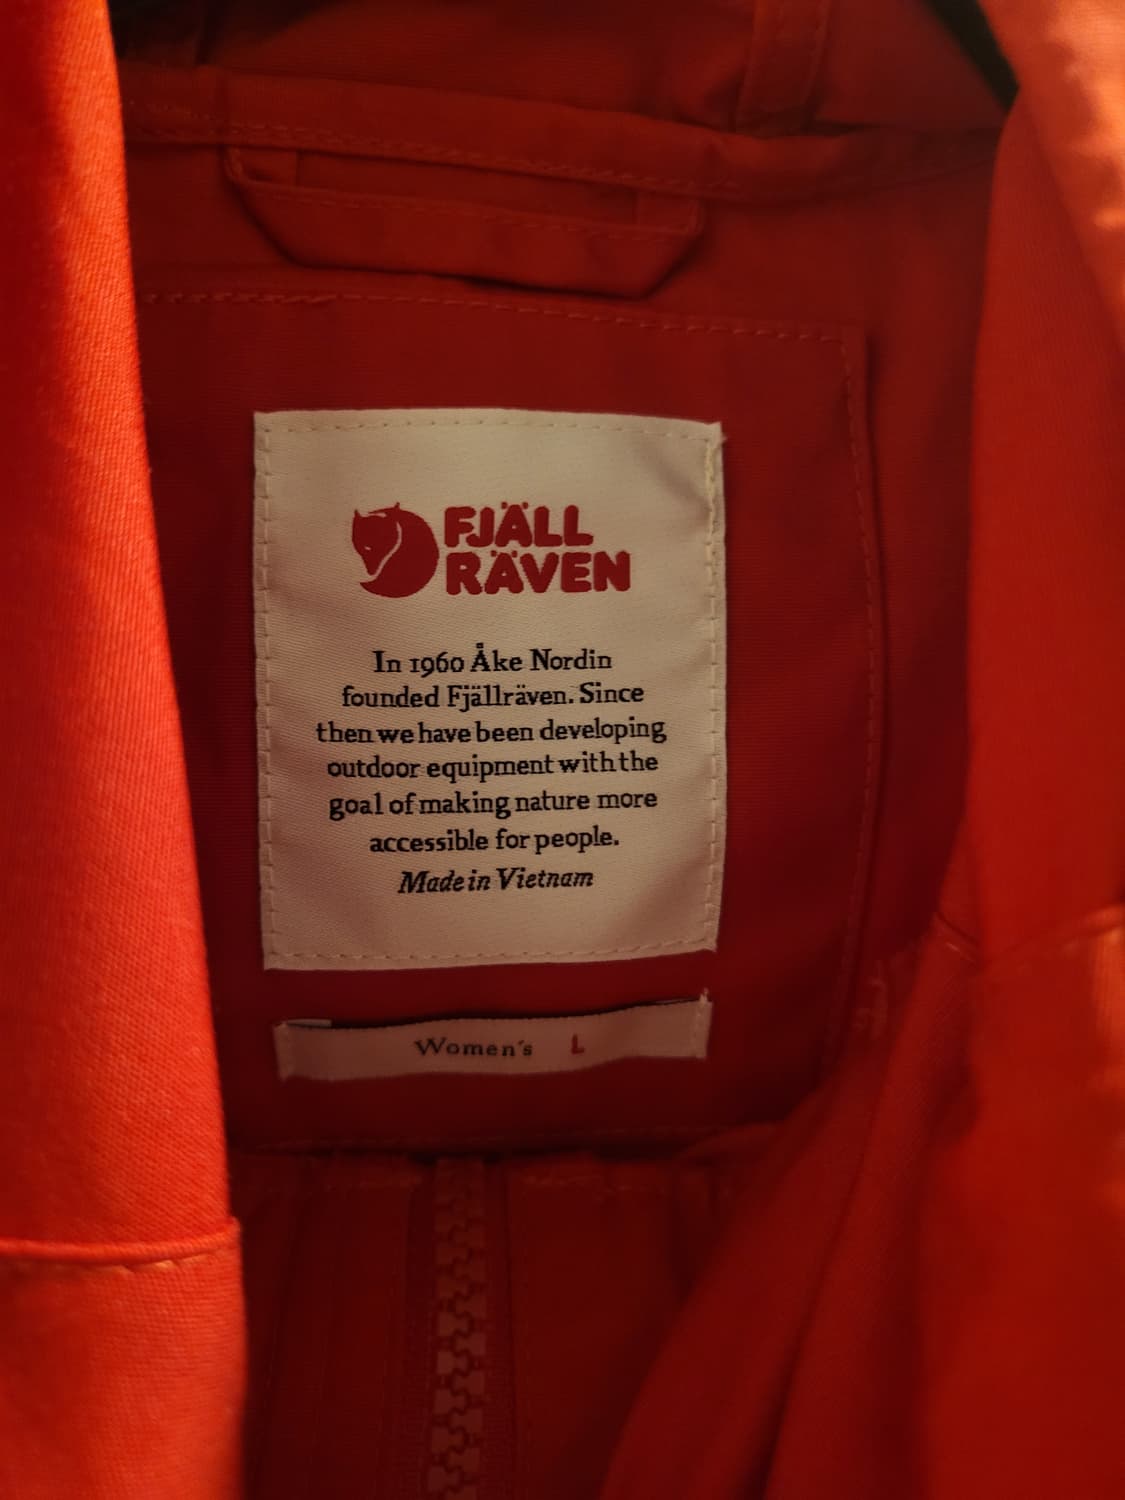 FJÄLL
RÄVEN
In 1960 Åke Nordin
founded Fjällräven. Since
then we have been developing
outdoor equipment with the
goal of making nature more
accessible for people.
Made in Vietnam
Women's L